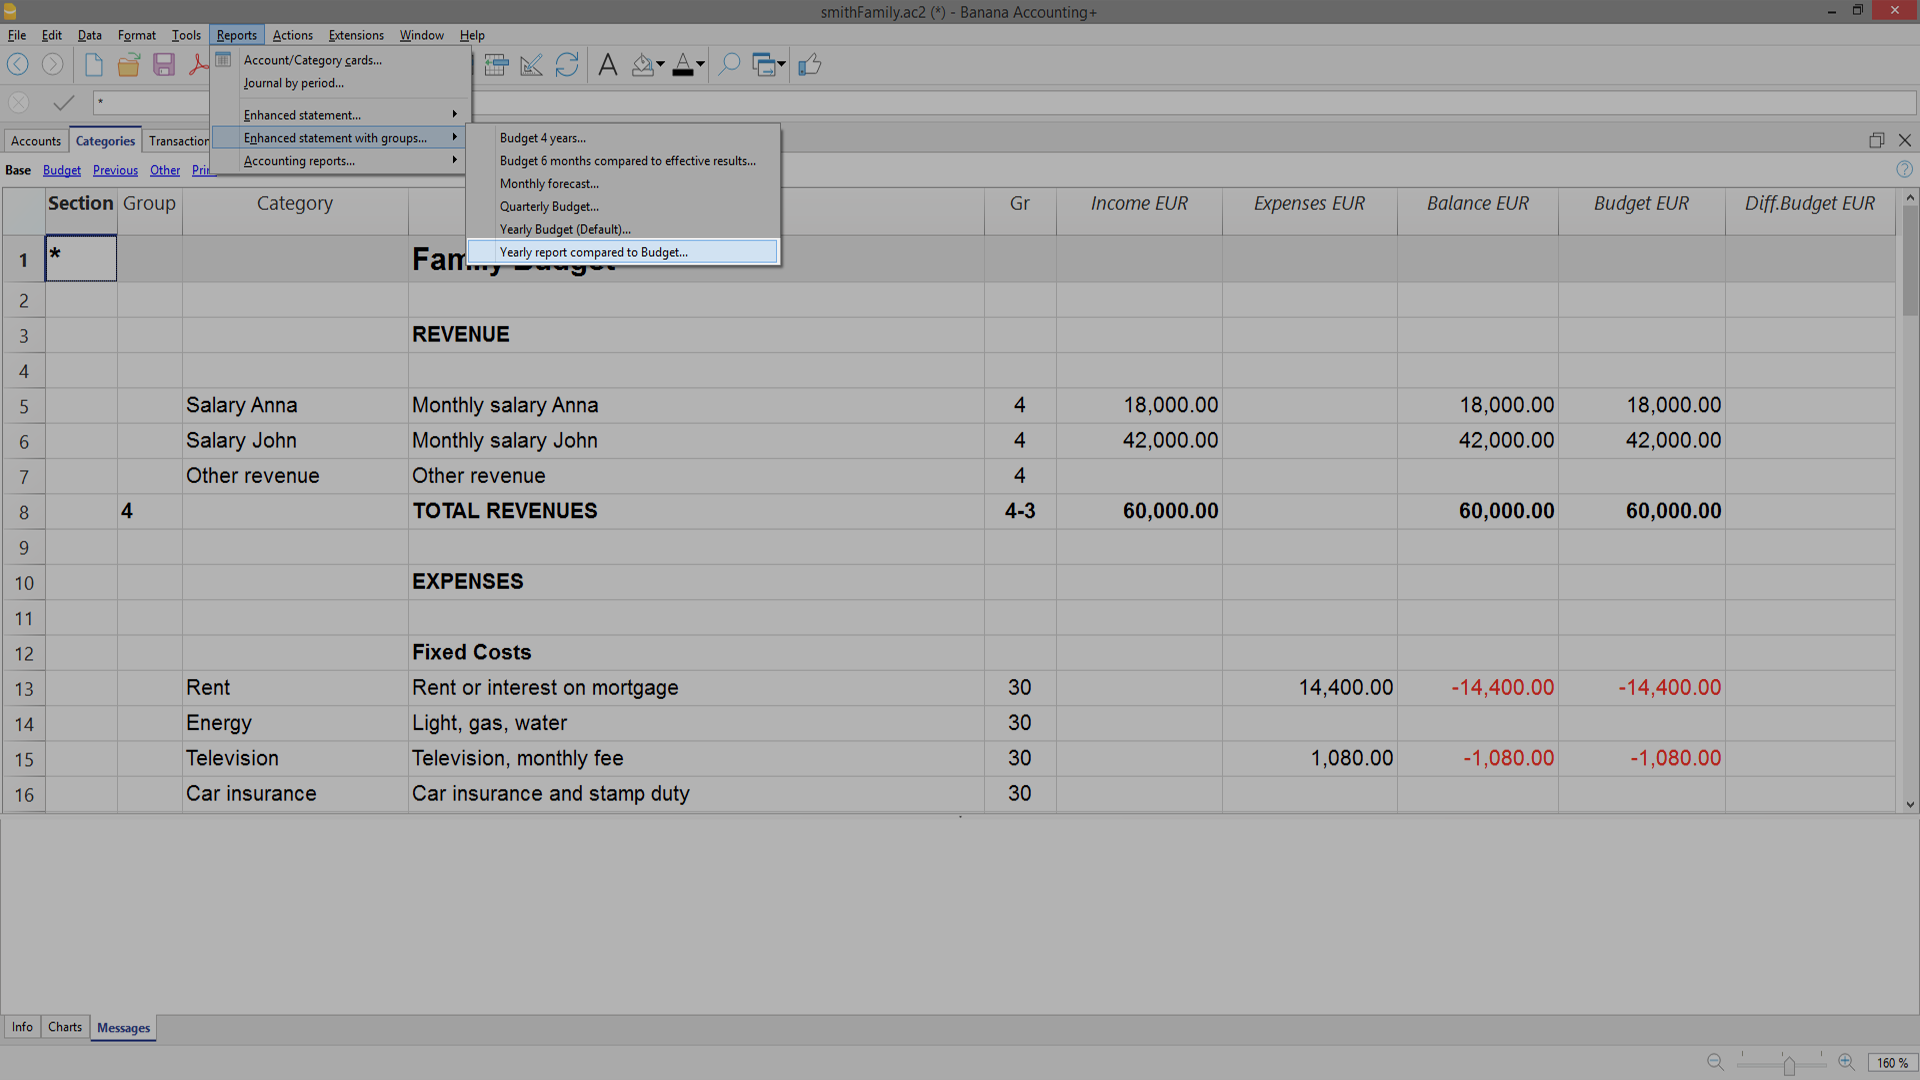 smithFamily.ac2 (*) - Banana Accounting+
File Edit Data Format Tools Reports Actions Extensions Window Help
Account/Category cards...
Journal by period...
Enhanced statement...
Enhanced statement with groups...
Accounting reports...
Budget 4 years...
Budget 6 months compared to effective results...
Monthly forecast...
Quarterly Budget...
Yearly Budget (Default)...
Yearly report compared to Budget...
*
Accounts Categories Transaction
Base Budget Previous Other Prin
Section Group Category Gr Income EUR Expenses EUR Balance EUR Budget EUR Diff.Budget EUR
1 * Family Budget
2
3 REVENUE
4
5 Salary Anna Monthly salary Anna 4 18,000.00 18,000.00 18,000.00
6 Salary John Monthly salary John 4 42,000.00 42,000.00 42,000.00
7 Other revenue Other revenue 4
8 4 TOTAL REVENUES 4-3 60,000.00 60,000.00 60,000.00
9
10 EXPENSES
11
12 Fixed Costs
13 Rent Rent or interest on mortgage 30 14,400.00 -14,400.00 -14,400.00
14 Energy Light, gas, water 30
15 Television Television, monthly fee 30 1,080.00 -1,080.00 -1,080.00
16 Car insurance Car insurance and stamp duty 30
Info Charts Messages
160 %